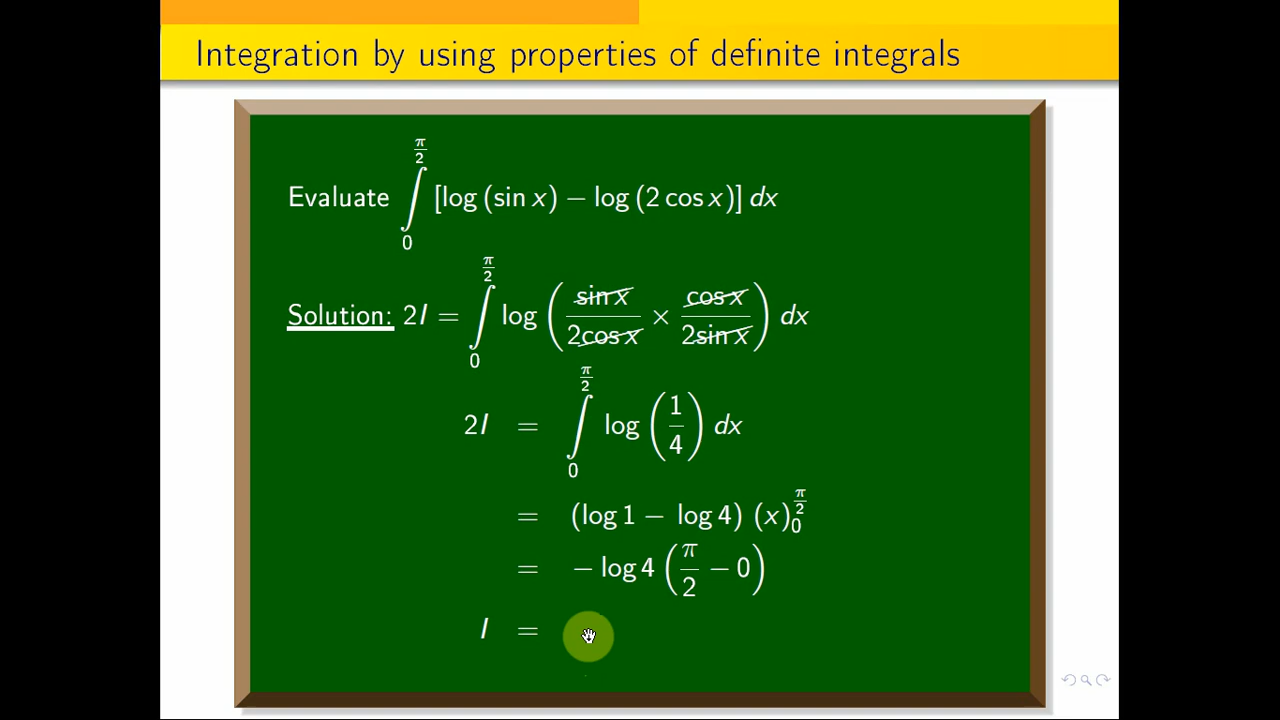 Integration by using properties of definite integrals
Evaluate ∫₀^{π/2} [log (sin x) − log (2 cos x)] dx
Solution: 2I = ∫₀^{π/2} log (sin x / 2cos x × cos x / 2sin x) dx
2I = ∫₀^{π/2} log (1/4) dx
= (log 1 − log 4) (x)₀^{π/2}
= − log 4 (π/2 − 0)
I =